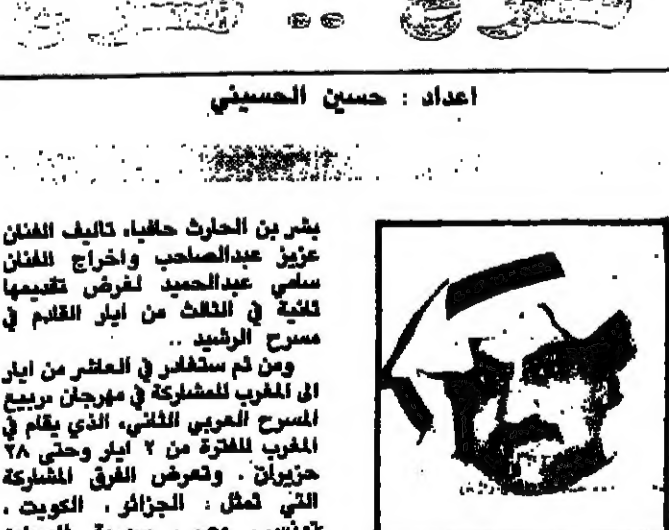 اعداد : حسين الحسيني
بشر بن الحارث حافيا، تاليف الفنان
عزيز عبدالصاحب واخراج الفنان
سامي عبدالحميد لغرض تقديمها
ثانية في الثالث من ايار القادم في
مسرح الرشيد ..
ومن ثم ستغادر في العاشر من ايار
الى المغرب للمشاركة في مهرجان «ربيع
المسرح العربي الثاني، الذي يقام في
المغرب للفترة من ٢ ايار وحتى ٢٨
حزيران . وتعرض الفرق المشاركة
التي تمثل : الجزائر ، الكويت ،